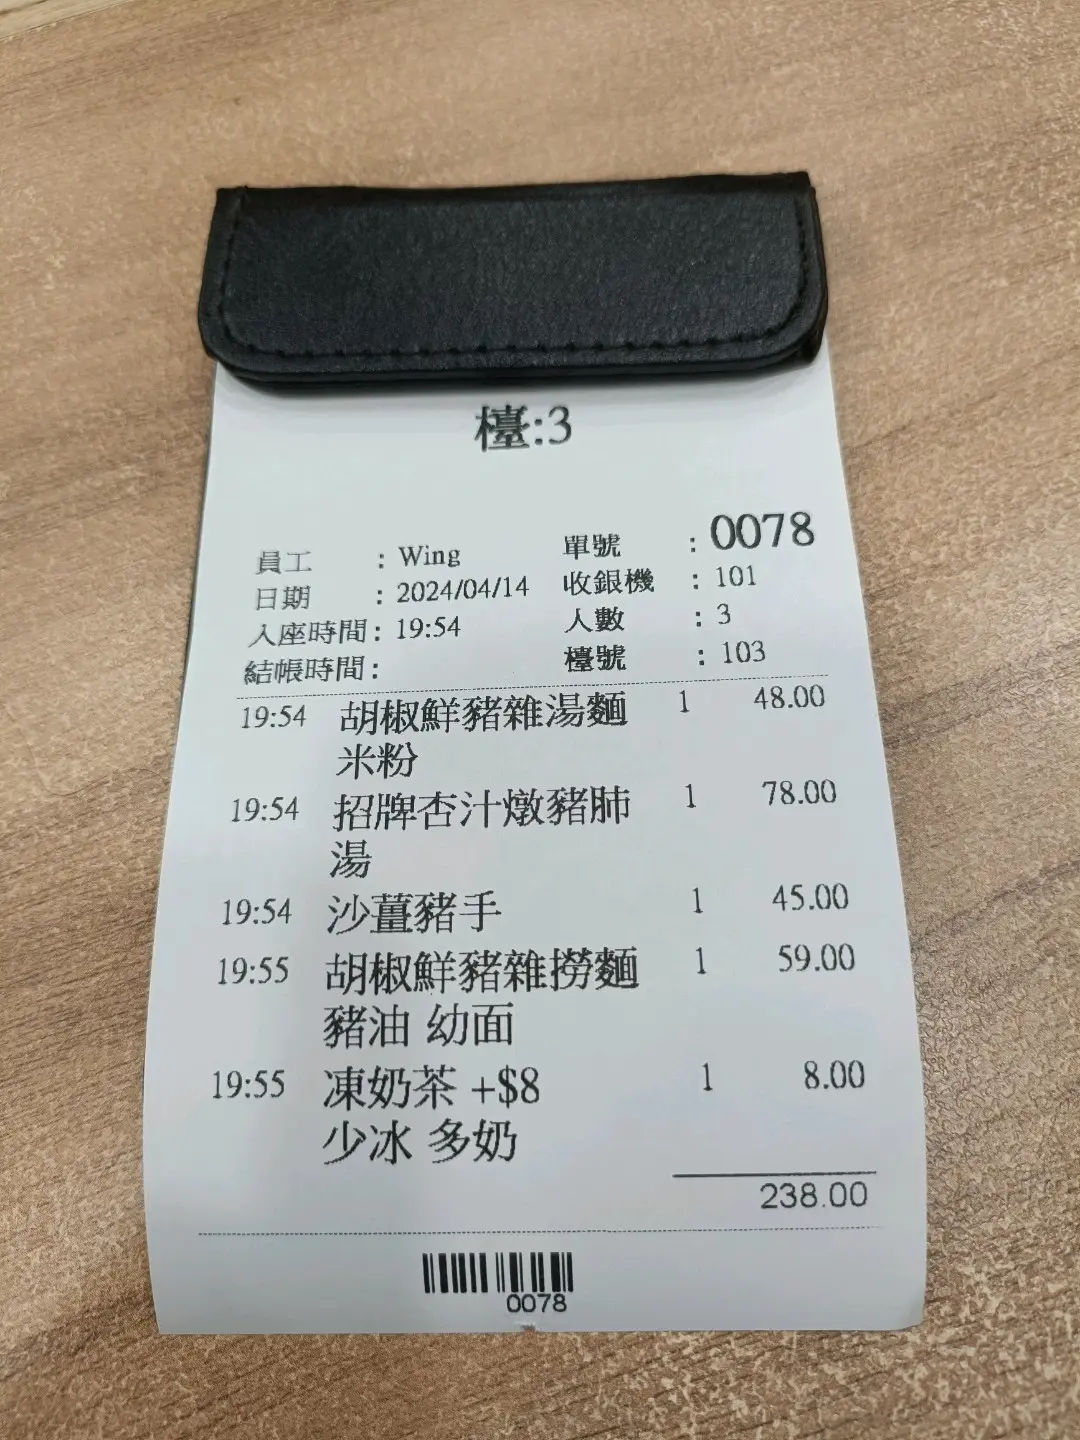 檯:3
員工 : Wing 單號 : 0078
日期 : 2024/04/14 收銀機 : 101
入座時間 : 19:54 人數 : 3
結帳時間 : 檯號 : 103
19:54 胡椒鮮豬雜湯麵 1 48.00
米粉
19:54 招牌杏汁燉豬肺 1 78.00
湯
19:54 沙薑豬手 1 45.00
19:55 胡椒鮮豬雜撈麵 1 59.00
豬油 幼面
19:55 凍奶茶 +$8 1 8.00
少冰 多奶
238.00
0078